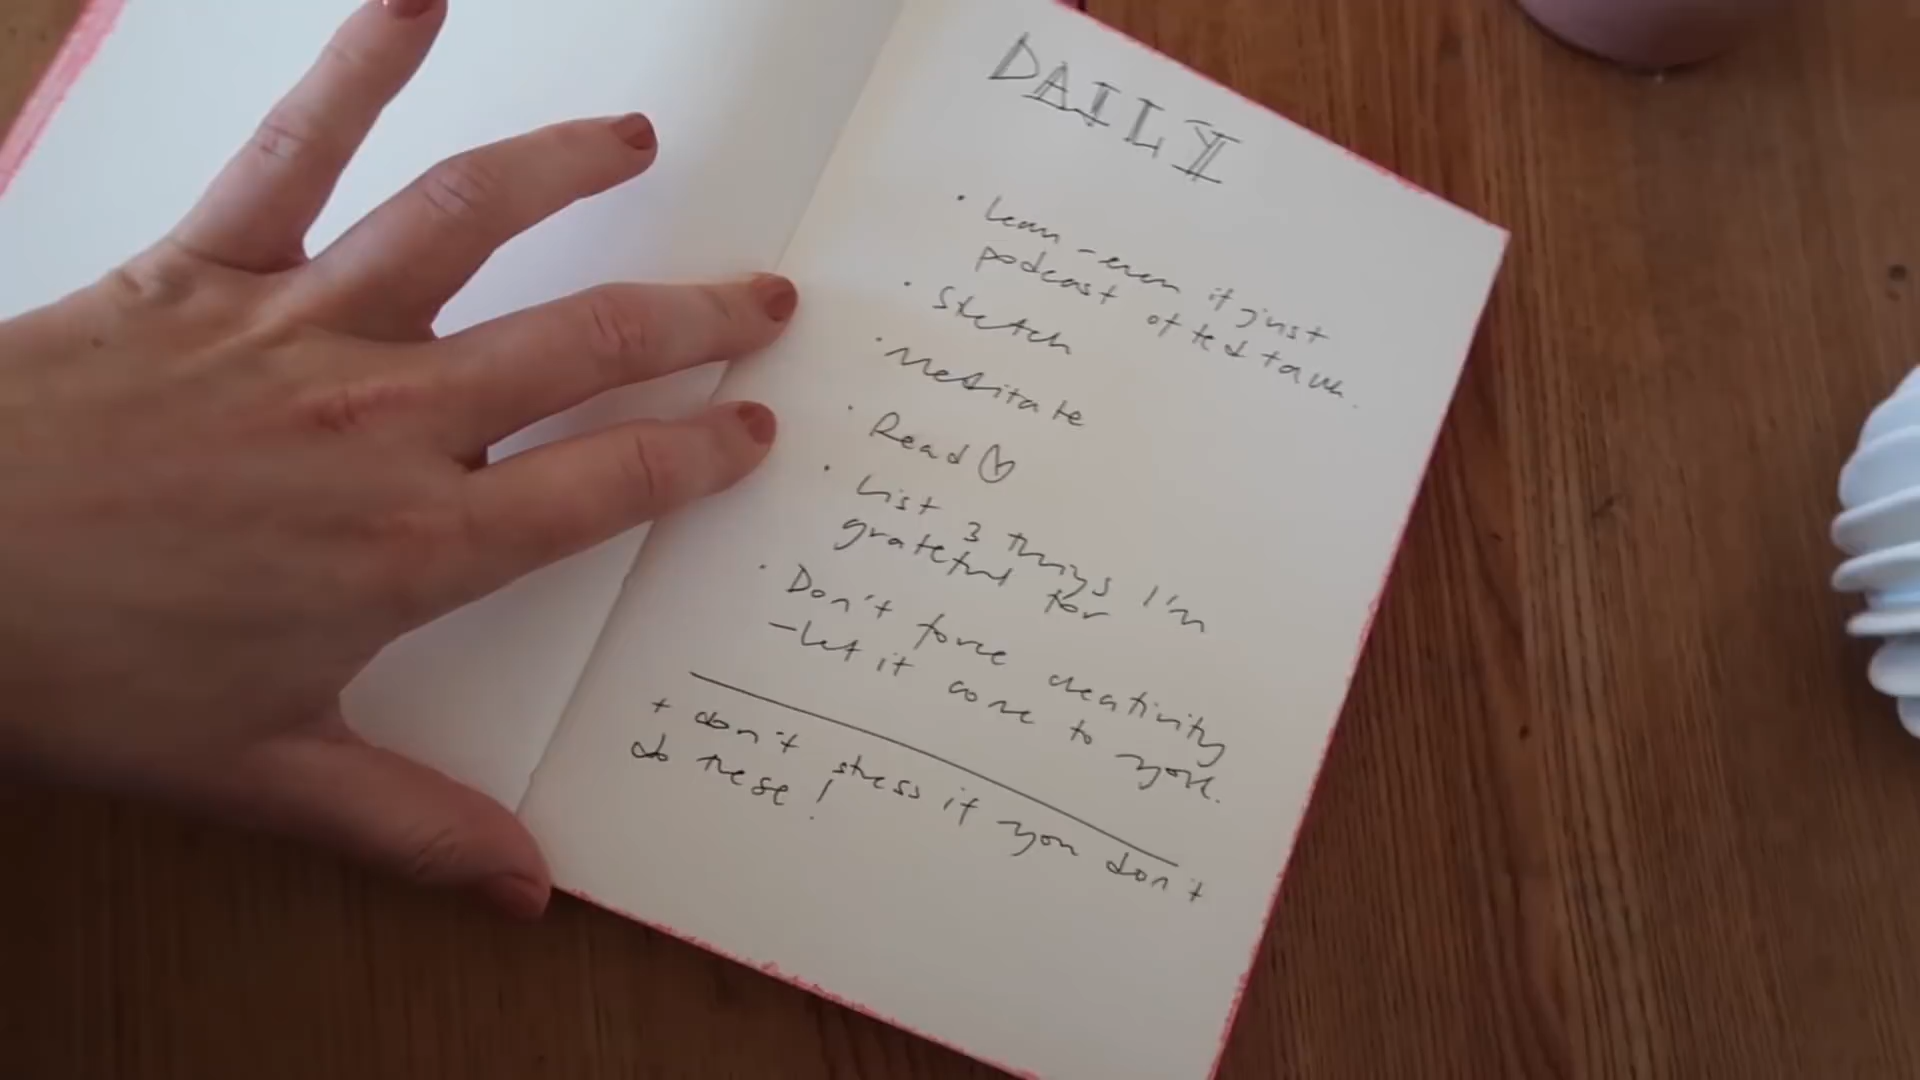 DAILY
• Learn - even if just
podcast of ted talk.
• Sketch
• Meditate
• Read ♡
• List 3 things I'm
grateful for
• Don't force creativity
- let it come to you.
+ don't stress if you don't
do these!